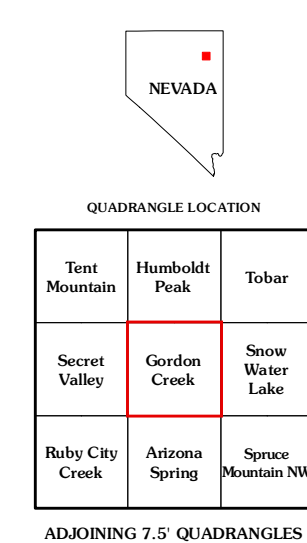 NEVADA
QUADRANGLE LOCATION
Tent
Mountain
Humboldt
Peak
Tobar
Secret
Valley
Gordon
Creek
Snow
Water
Lake
Ruby City
Creek
Arizona
Spring
Spruce
Mountain NW
ADJOINING 7.5' QUADRANGLES